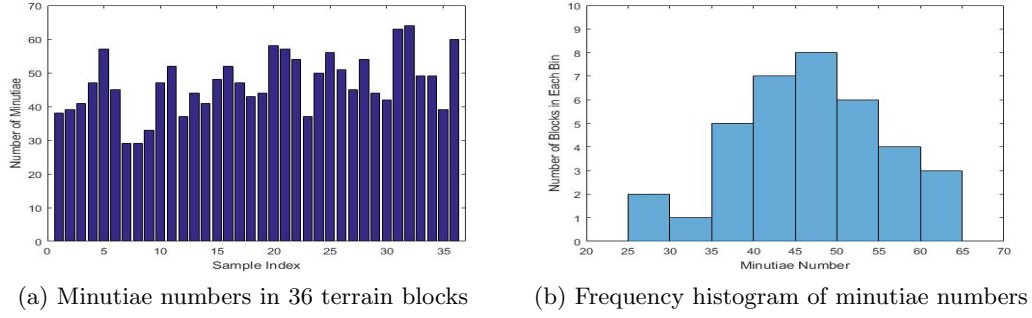 70
60
50
40
30
20
10
0
Number of Minutiae
0 5 10 15 20 25 30 35
Sample Index
(a) Minutiae numbers in 36 terrain blocks
10
9
8
7
6
5
4
3
2
1
0
Number of Blocks in Each Bin
20 25 30 35 40 45 50 55 60 65 70
Minutiae Number
(b) Frequency histogram of minutiae numbers